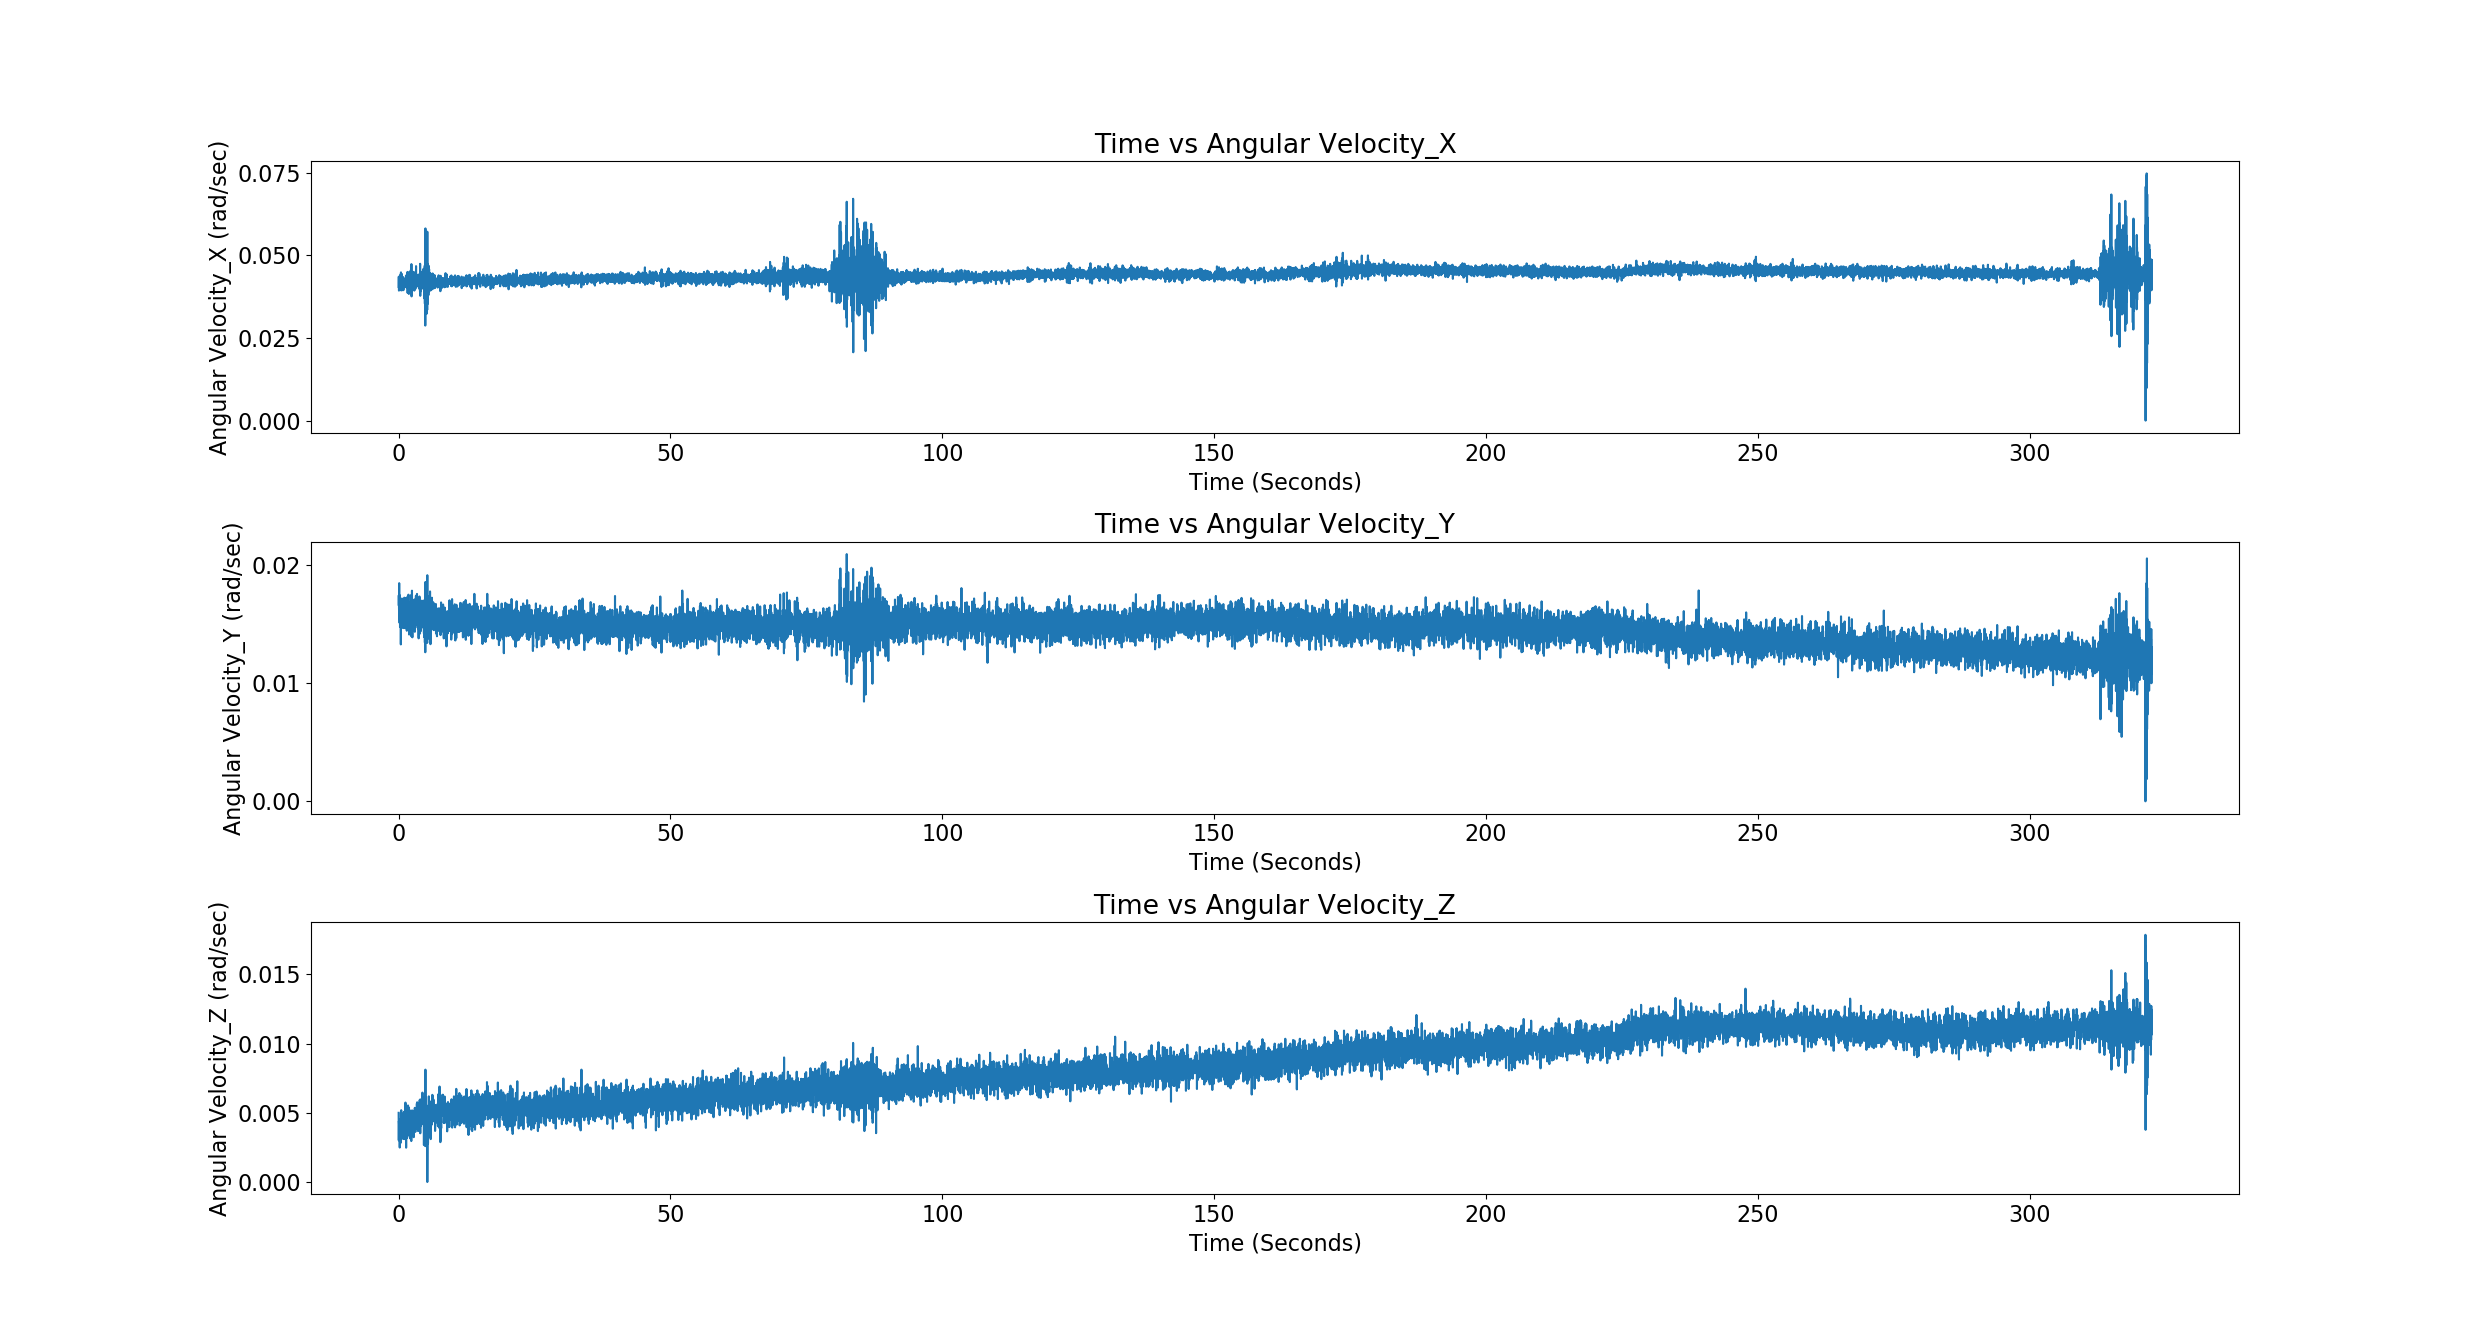 Time vs Angular Velocity_X
Angular Velocity_X (rad/sec)
0.075
0.050
0.025
0.000
0 50 100 150 200 250 300
Time (Seconds)
Time vs Angular Velocity_Y
Angular Velocity_Y (rad/sec)
0.02
0.01
0.00
0 50 100 150 200 250 300
Time (Seconds)
Time vs Angular Velocity_Z
Angular Velocity_Z (rad/sec)
0.015
0.010
0.005
0.000
0 50 100 150 200 250 300
Time (Seconds)